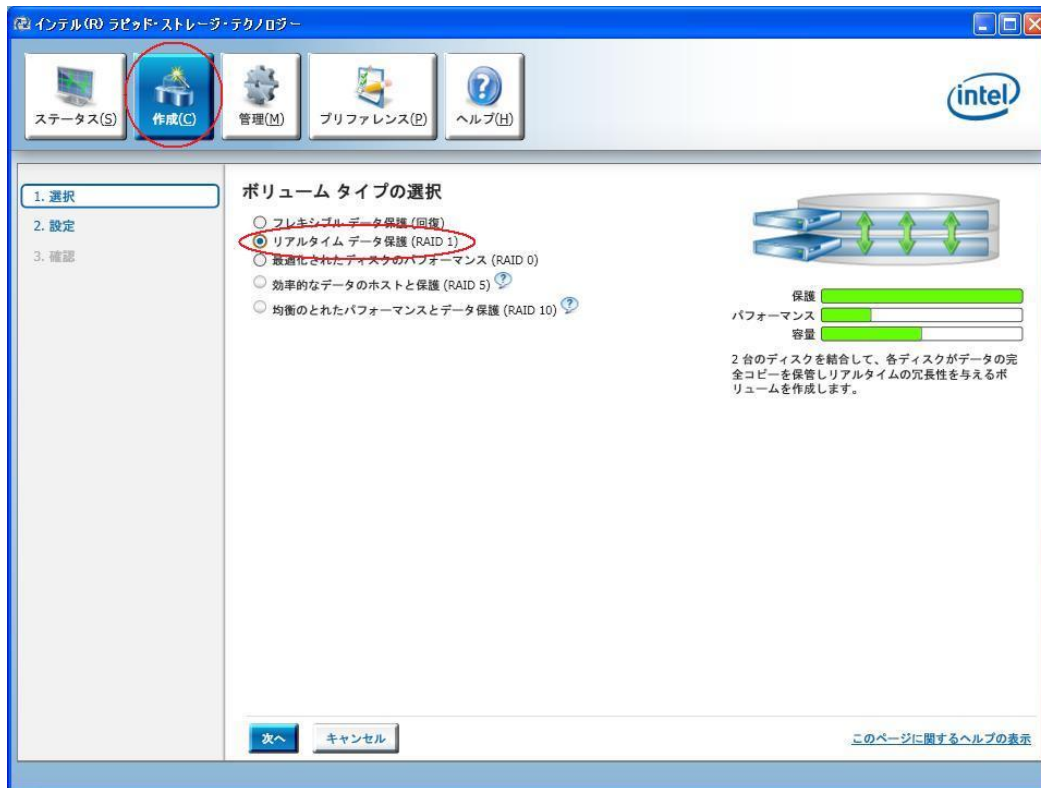 インテル(R) ラピッド・ストレージ・テクノロジー
ステータス(S)
作成(C)
管理(M)
プリファレンス(P)
ヘルプ(H)
intel
1. 選択
2. 設定
3. 確認
ボリューム タイプの選択
フレキシブル データ保護 (回復)
リアルタイム データ保護 (RAID 1)
最適化されたディスクのパフォーマンス (RAID 0)
効率的なデータのホストと保護 (RAID 5)
均衡のとれたパフォーマンスとデータ保護 (RAID 10)
保護
パフォーマンス
容量
2 台のディスクを結合して、各ディスクがデータの完
全コピーを保管しリアルタイムの冗長性を与えるボ
リュームを作成します。
次へ
キャンセル
このページに関するヘルプの表示